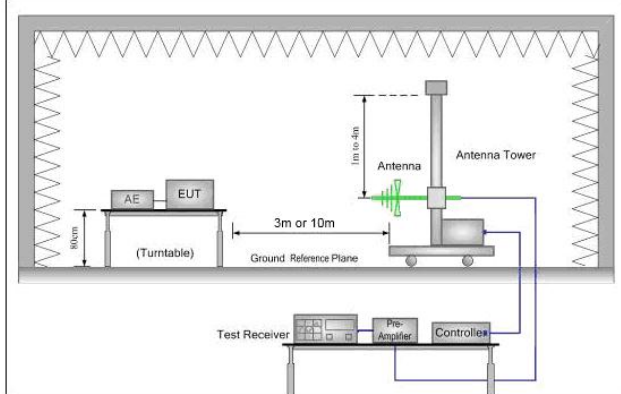 1m to 4m
Antenna
Antenna Tower
AE
EUT
80cm
(Turntable)
3m or 10m
Ground Reference Plane
Test Receiver
Pre-
Amplifier
Controller